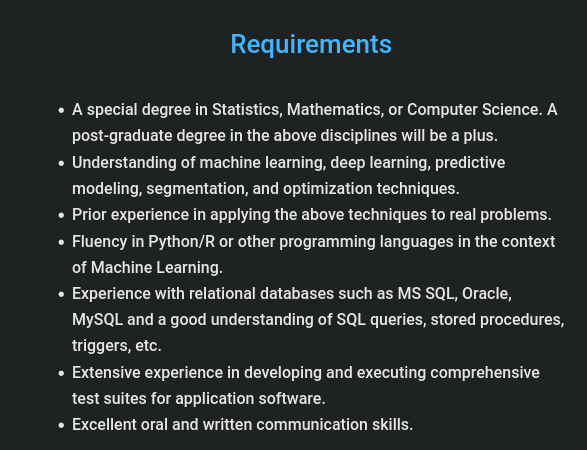 Requirements
• A special degree in Statistics, Mathematics, or Computer Science. A
post-graduate degree in the above disciplines will be a plus.
• Understanding of machine learning, deep learning, predictive
modeling, segmentation, and optimization techniques.
• Prior experience in applying the above techniques to real problems.
• Fluency in Python/R or other programming languages in the context
of Machine Learning.
• Experience with relational databases such as MS SQL, Oracle,
MySQL and a good understanding of SQL queries, stored procedures,
triggers, etc.
• Extensive experience in developing and executing comprehensive
test suites for application software.
• Excellent oral and written communication skills.